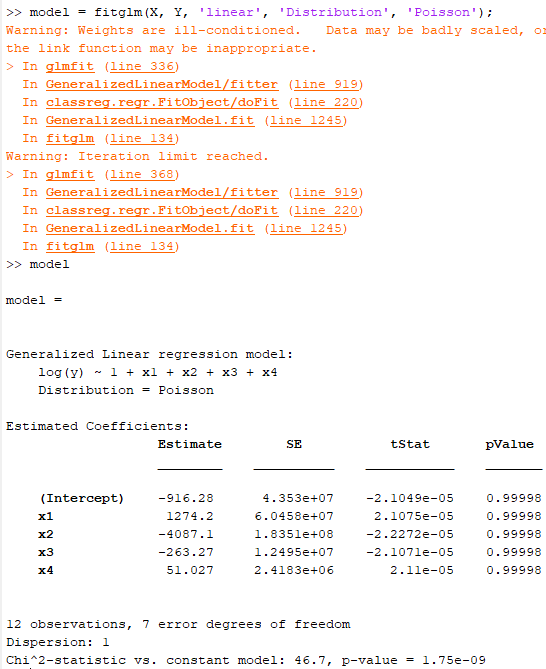 >> model = fitglm(X, Y, 'linear', 'Distribution', 'Poisson');
Warning: Weights are ill-conditioned.   Data may be badly scaled, or
the link function may be inappropriate.
> In glmfit (line 336)
  In GeneralizedLinearModel/fitter (line 919)
  In classreg.regr.FitObject/doFit (line 220)
  In GeneralizedLinearModel.fit (line 1245)
  In fitglm (line 134)
Warning: Iteration limit reached.
> In glmfit (line 368)
  In GeneralizedLinearModel/fitter (line 919)
  In classreg.regr.FitObject/doFit (line 220)
  In GeneralizedLinearModel.fit (line 1245)
  In fitglm (line 134)
>> model
model =
Generalized Linear regression model:
    log(y) ~ 1 + x1 + x2 + x3 + x4
    Distribution = Poisson
Estimated Coefficients:
                   Estimate        SE           tStat        pValue
    (Intercept)    -916.28     4.353e+07    -2.1049e-05    0.99998
    x1              1274.2    6.0458e+07     2.1075e-05    0.99998
    x2             -4087.1    1.8351e+08    -2.2272e-05    0.99998
    x3             -263.27    1.2495e+07    -2.1071e-05    0.99998
    x4              51.027    2.4183e+06       2.11e-05    0.99998
12 observations, 7 error degrees of freedom
Dispersion: 1
Chi^2-statistic vs. constant model: 46.7, p-value = 1.75e-09